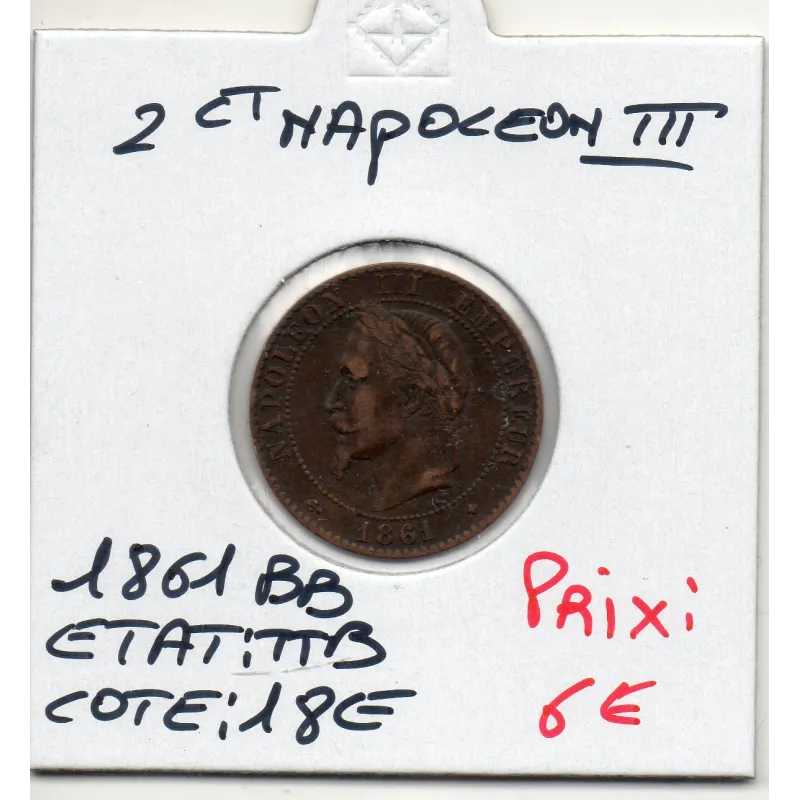 2 CT NAPOLEON III
NAPOLEON III EMPEREUR
1861
1861 BB
ETAT: TTB
COTE: 18€
PRIX:
6€